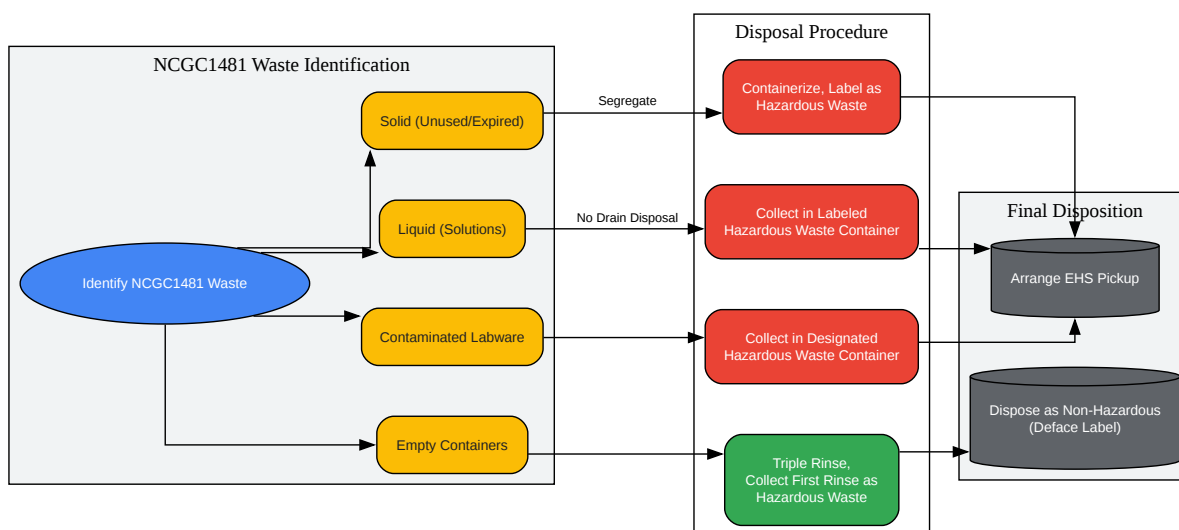 NCGC1481 Waste Identification
Identify NCGC1481 Waste
Solid (Unused/Expired)
Liquid (Solutions)
Contaminated Labware
Empty Containers
Segregate
No Drain Disposal
Disposal Procedure
Containerize, Label as
Hazardous Waste
Collect in Labeled
Hazardous Waste Container
Collect in Designated
Hazardous Waste Container
Triple Rinse,
Collect First Rinse as
Hazardous Waste
Final Disposition
Arrange EHS Pickup
Dispose as Non-Hazardous
(Deface Label)